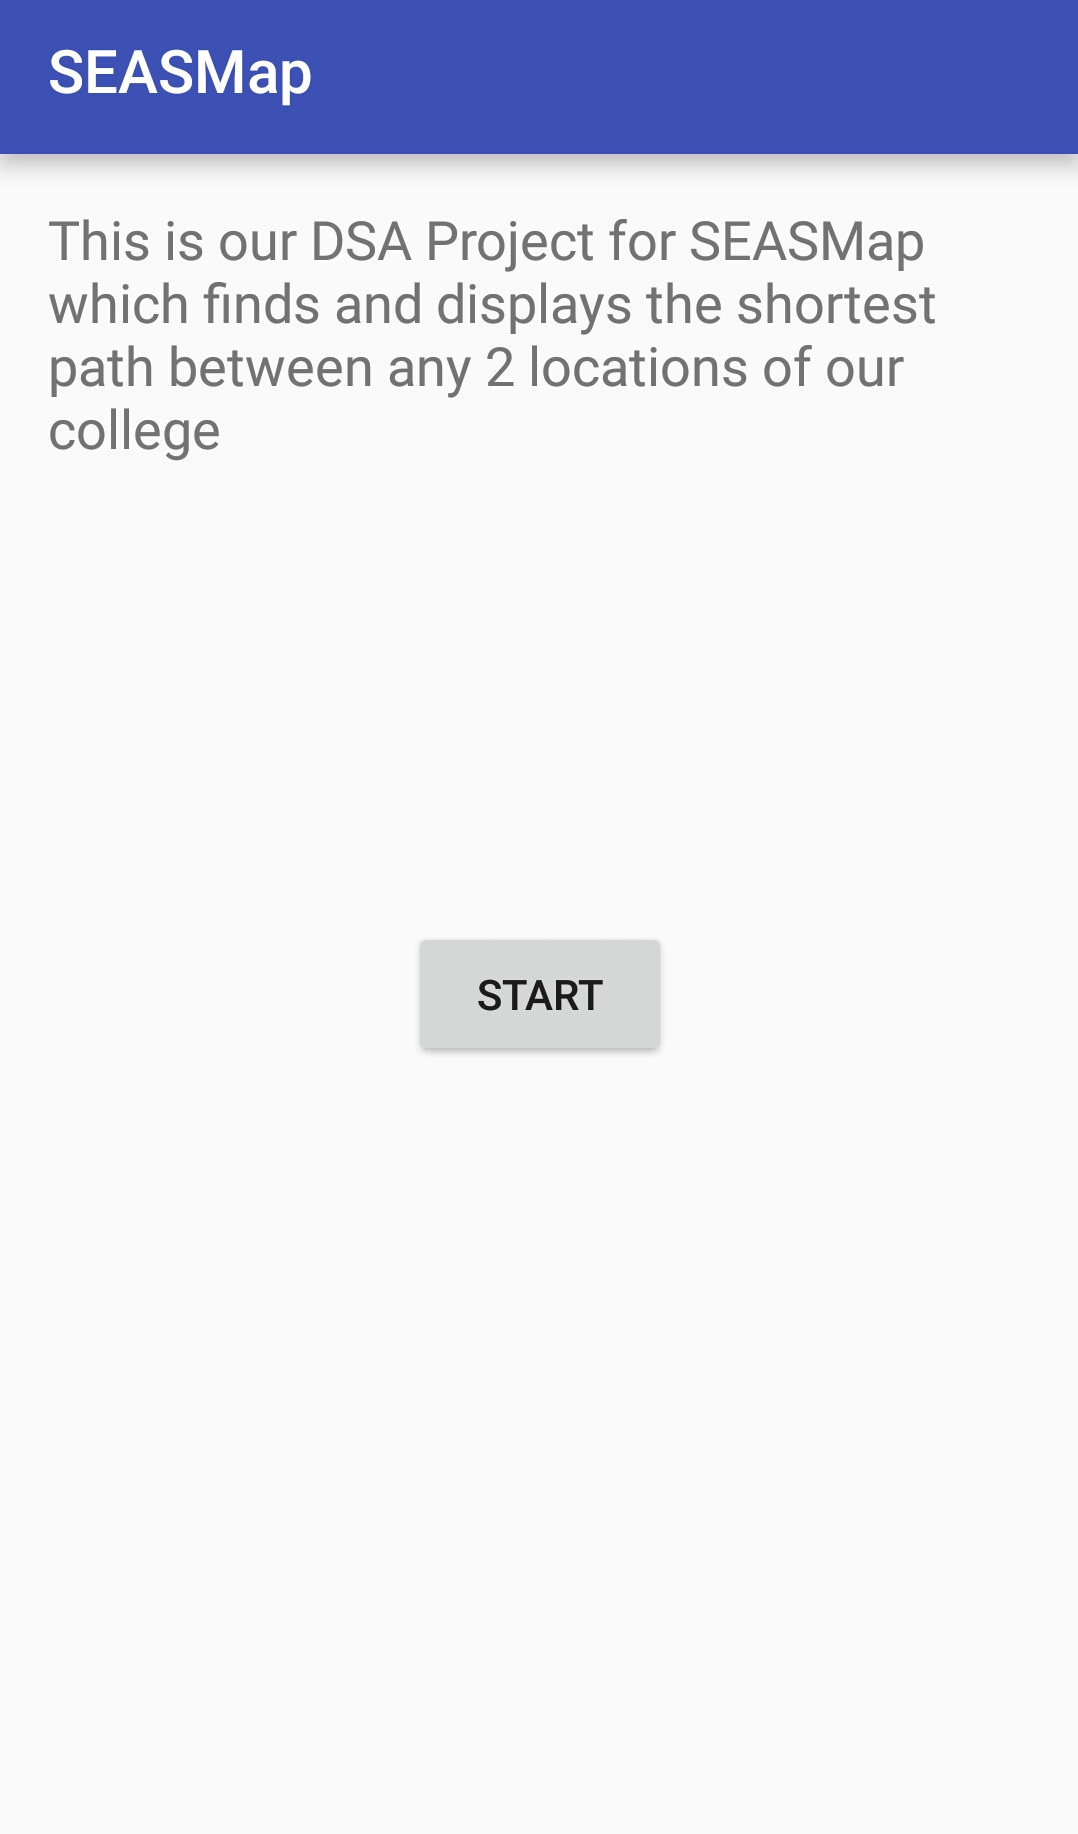 SEASMap
This is our DSA Project for SEASMap
which finds and displays the shortest
path between any 2 locations of our
college
START